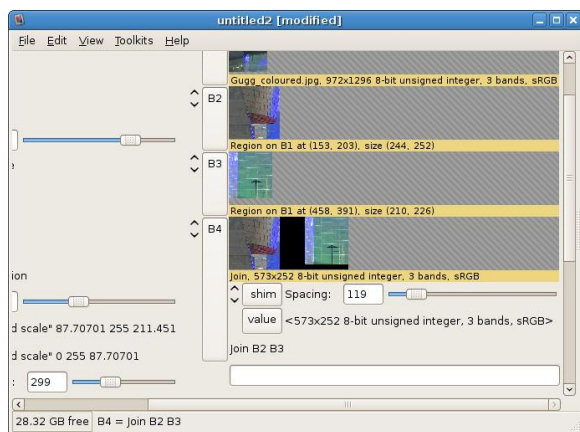 untitled2 [modified]
File Edit View Toolkits Help
Gugg_coloured.jpg, 972x1296 8-bit unsigned integer, 3 bands, sRGB
B2
Region on B1 at (153, 203), size (244, 252)
B3
Region on B1 at (458, 391), size (210, 226)
B4
Join, 573x252 8-bit unsigned integer, 3 bands, sRGB
ion
shim Spacing: 119
d scale" 87.70701 255 211.451
value <573x252 8-bit unsigned integer, 3 bands, sRGB>
d scale" 0 255 87.70701
Join B2 B3
: 299
28.32 GB free B4 = Join B2 B3